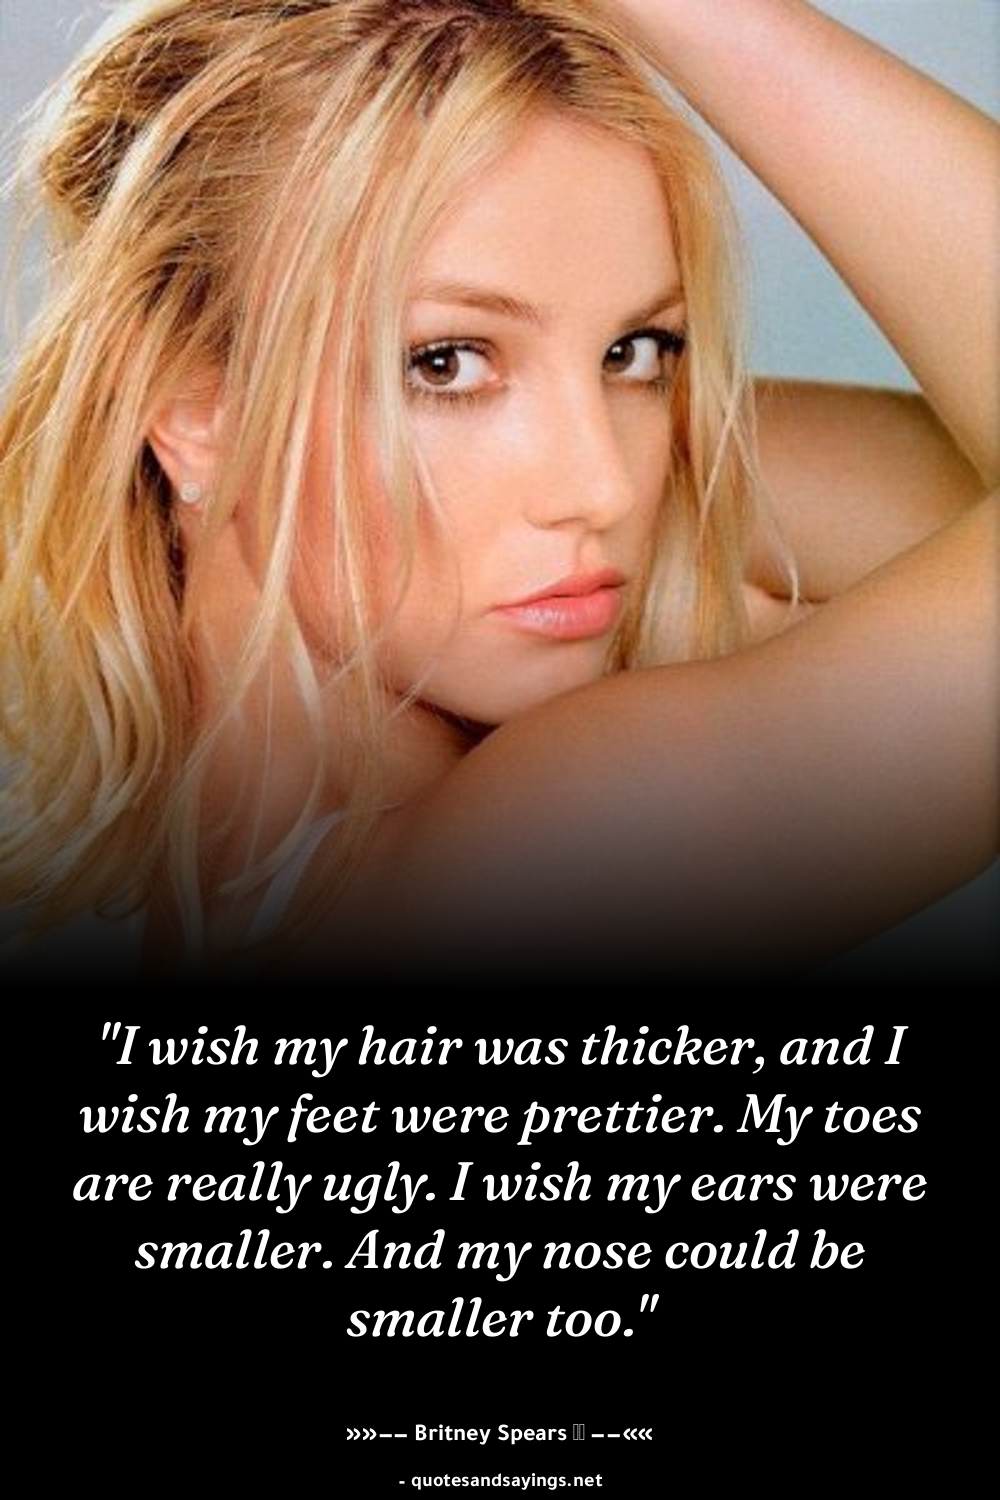 "I wish my hair was thicker, and I
wish my feet were prettier. My toes
are really ugly. I wish my ears were
smaller. And my nose could be
smaller too."
»»–– Britney Spears ––««
- quotesandsayings.net